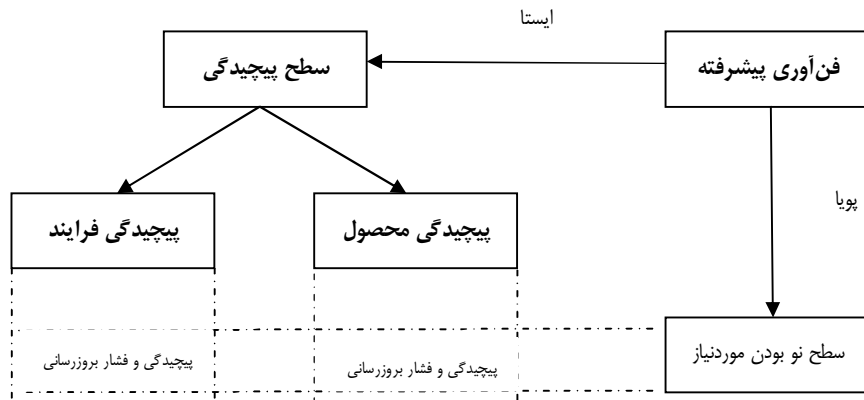 ایستا
فن‌آوری پیشرفته
سطح پیچیدگی
پویا
پیچیدگی محصول
پیچیدگی فرایند
سطح نو بودن موردنیاز
پیچیدگی و فشار بروزرسانی
پیچیدگی و فشار بروزرسانی